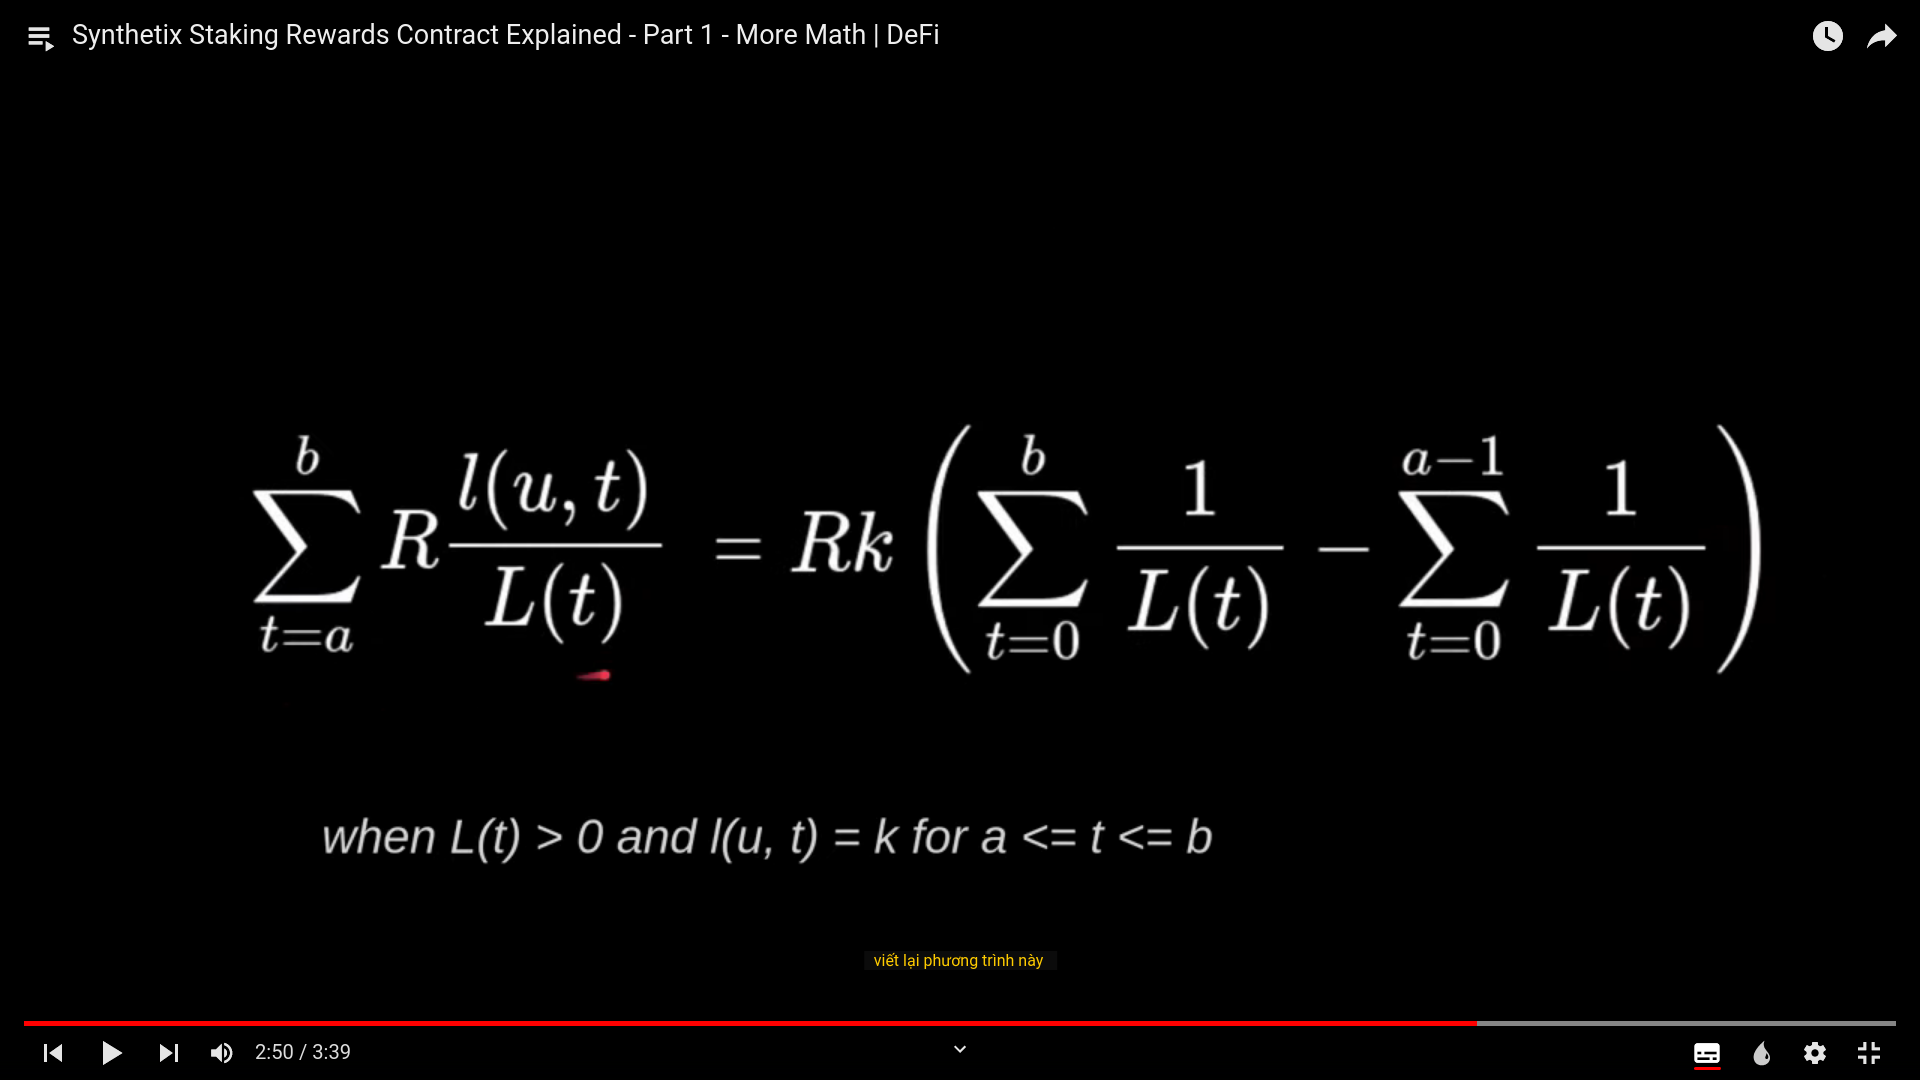 Synthetix Staking Rewards Contract Explained - Part 1 - More Math | DeFi
\sum_{t=a}^{b} R \frac{l(u,t)}{L(t)} = Rk \left( \sum_{t=0}^{b} \frac{1}{L(t)} - \sum_{t=0}^{a-1} \frac{1}{L(t)} \right)
when L(t) > 0 and l(u, t) = k for a <= t <= b
viết lại phương trình này
2:50 / 3:39